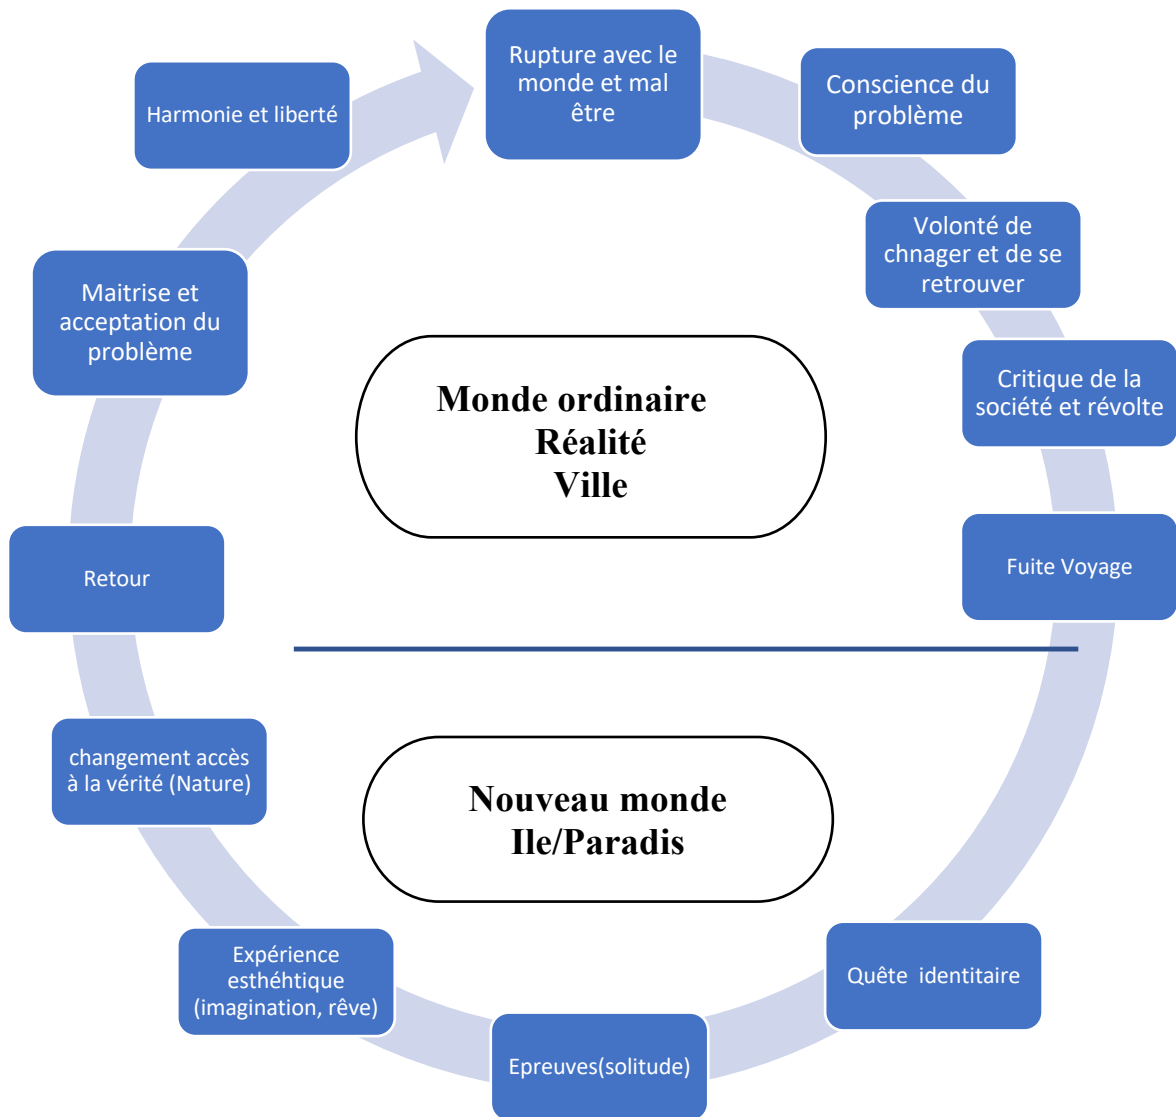 Rupture avec le
monde et mal
être
Conscience du
problème
Volonté de
chnager et de se
retrouver
Critique de la
société et révolte
Fuite Voyage
Quête  identitaire
Epreuves(solitude)
Expérience
esthéhtique
(imagination, rêve)
changement accès
à la vérité (Nature)
Retour
Maitrise et
acceptation du
problème
Harmonie et liberté
Monde ordinaire
Réalité
Ville
Nouveau monde
Ile/Paradis